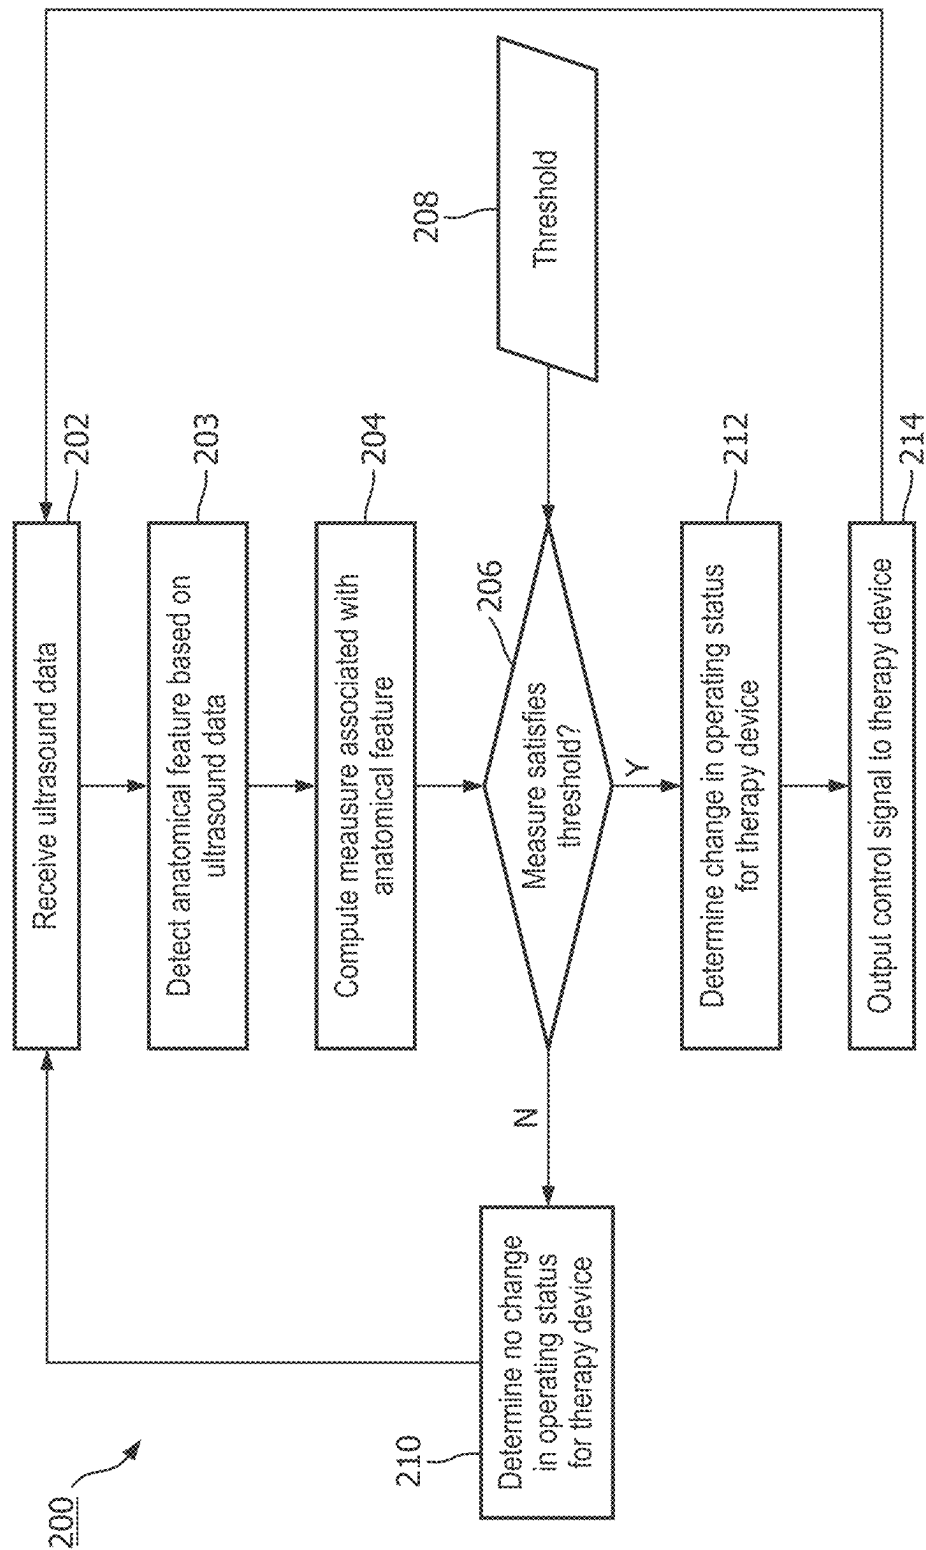 200
Receive ultrasound data
202
Detect anatomical feature based on
ultrasound data
203
Compute meausure associated with
anatomical feature
204
Measure satisfies
threshold?
206
Threshold
208
N
Y
Determine no change
in operating status
for therapy device
210
Determine change in operating status
for therapy device
212
Output control signal to therapy device
214